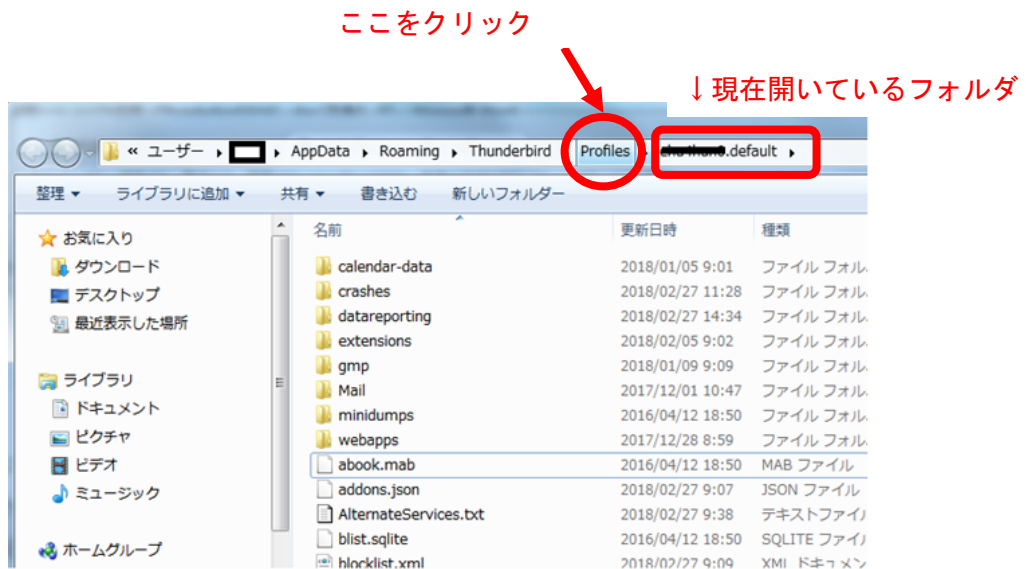 ここをクリック
↓現在開いているフォルダ
« ユーザー AppData Roaming Thunderbird Profiles .default
整理 ライブラリに追加 共有 書き込む 新しいフォルダー
お気に入り
ダウンロード
デスクトップ
最近表示した場所
ライブラリ
ドキュメント
ピクチャ
ビデオ
ミュージック
ホームグループ
名前 更新日時 種類
calendar-data 2018/01/05 9:01 ファイル フォル
crashes 2018/02/27 11:28 ファイル フォル
datareporting 2018/02/27 14:34 ファイル フォル
extensions 2018/02/05 9:02 ファイル フォル
gmp 2018/01/09 9:09 ファイル フォル
Mail 2017/12/01 10:47 ファイル フォル
minidumps 2016/04/12 18:50 ファイル フォル
webapps 2017/12/28 8:59 ファイル フォル
abook.mab 2016/04/12 18:50 MAB ファイル
addons.json 2018/02/27 9:07 JSON ファイル
AlternateServices.txt 2018/02/27 9:38 テキストファイ
blist.sqlite 2016/04/12 18:50 SQLITE ファイ
blocklist.xml 2018/02/27 9:09 XML ドキュメン